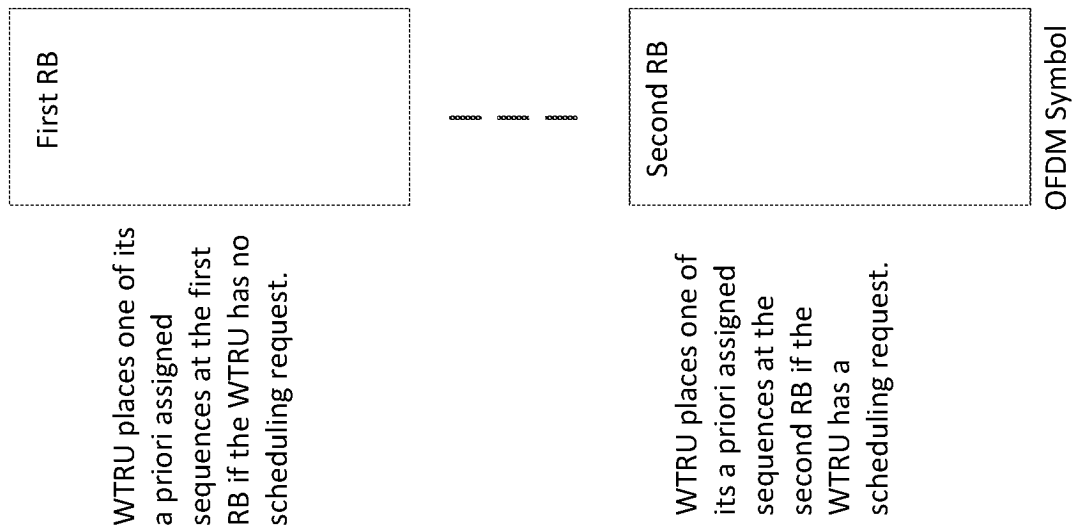 First RB
WTRU places one of its
a priori assigned
sequences at the first
RB if the WTRU has no
scheduling request.
Second RB
WTRU places one of
its a priori assigned
sequences at the
second RB if the
WTRU has a
scheduling request.
OFDM Symbol